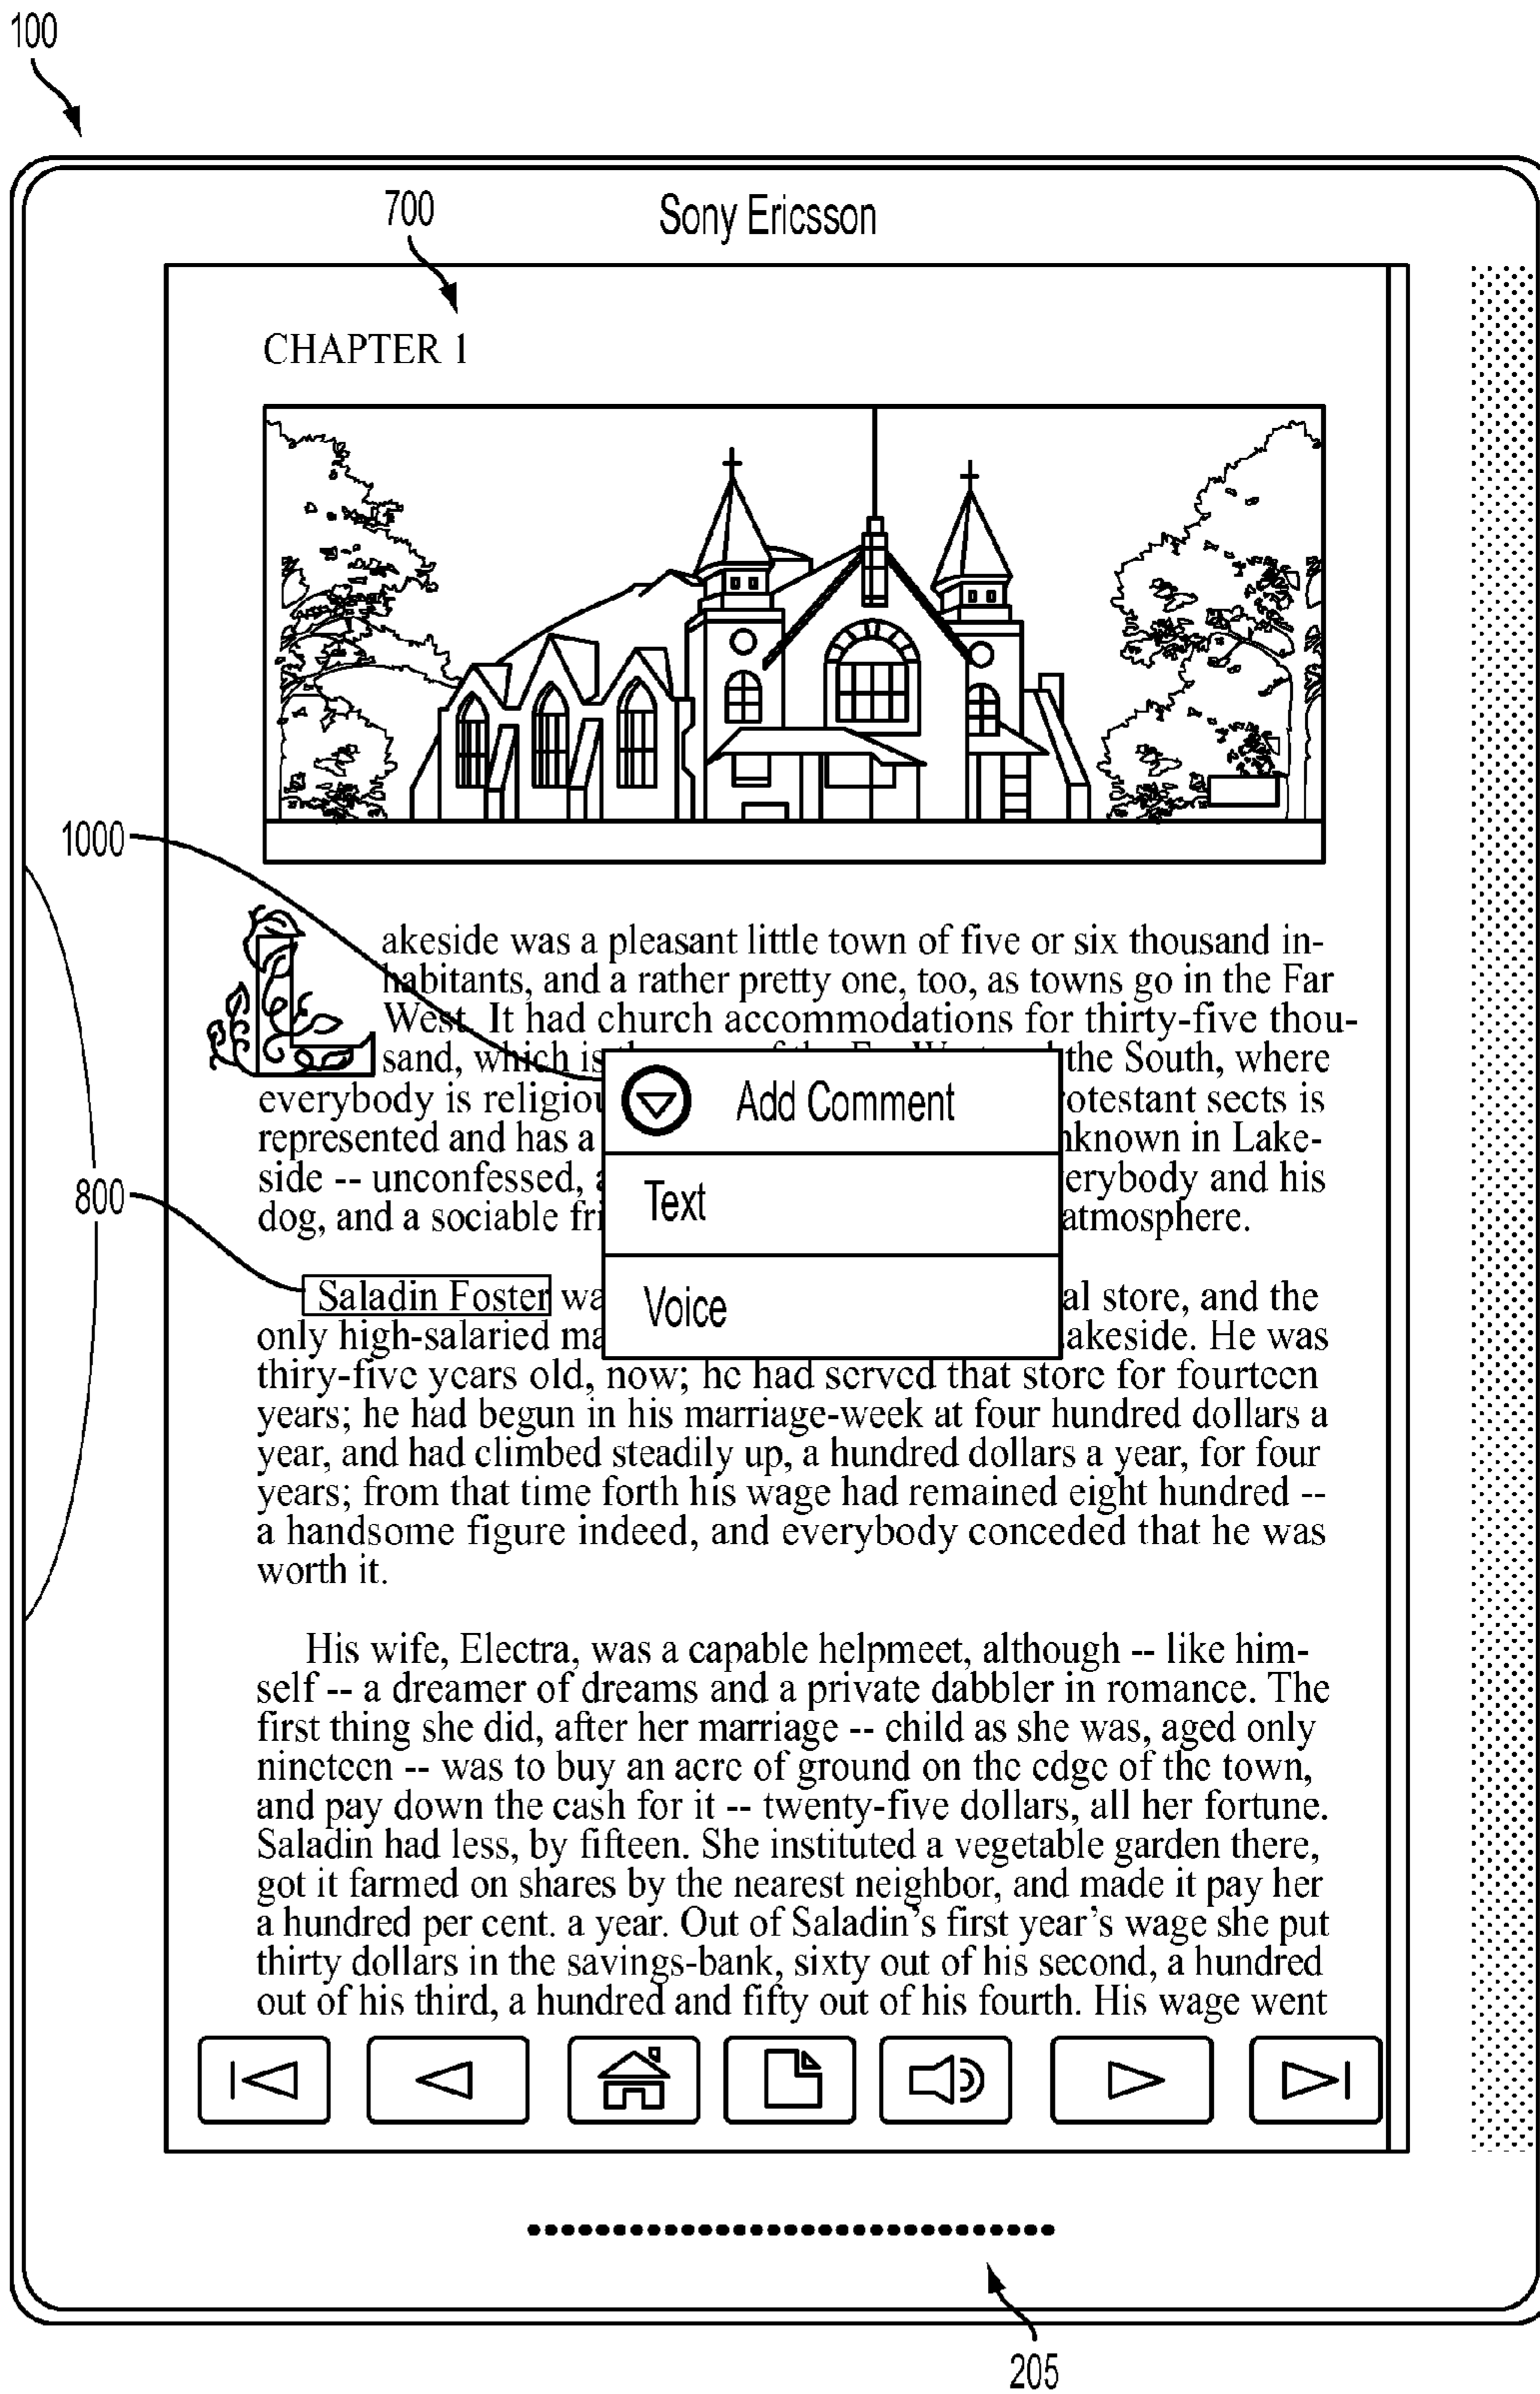 100
700
Sony Ericsson
CHAPTER 1
1000
Lakeside was a pleasant little town of five or six thousand in-
habitants, and a rather pretty one, too, as towns go in the Far
West. It had church accommodations for thirty-five thou-
sand, which is the South, where
everybody is
represented and has a in Lake-
side -- unconfessed, everybody and his
dog, and a sociable atmosphere.
Add Comment
Text
Voice
800
Saladin Foster store, and the
only high-salaried Lakeside. He was
thiry-five years old, now; he had served that store for fourteen
years; he had begun in his marriage-week at four hundred dollars a
year, and had climbed steadily up, a hundred dollars a year, for four
years; from that time forth his wage had remained eight hundred --
a handsome figure indeed, and everybody conceded that he was
worth it.
His wife, Electra, was a capable helpmeet, although -- like him-
self -- a dreamer of dreams and a private dabbler in romance. The
first thing she did, after her marriage -- child as she was, aged only
nineteen -- was to buy an acre of ground on the edge of the town,
and pay down the cash for it -- twenty-five dollars, all her fortune.
Saladin had less, by fifteen. She instituted a vegetable garden there,
got it farmed on shares by the nearest neighbor, and made it pay her
a hundred per cent. a year. Out of Saladin's first year's wage she put
thirty dollars in the savings-bank, sixty out of his second, a hundred
out of his third, a hundred and fifty out of his fourth. His wage went
205